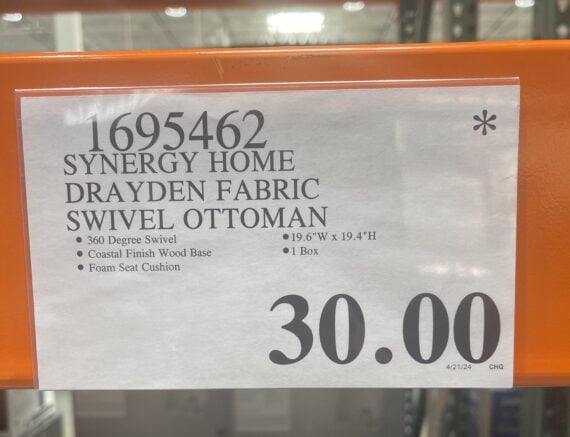 1695462 *
SYNERGY HOME
DRAYDEN FABRIC
SWIVEL OTTOMAN
• 360 Degree Swivel
• Coastal Finish Wood Base
• Foam Seat Cushion
• 19.6"W x 19.4"H
• 1 Box
30.00
4/21/24 CHG